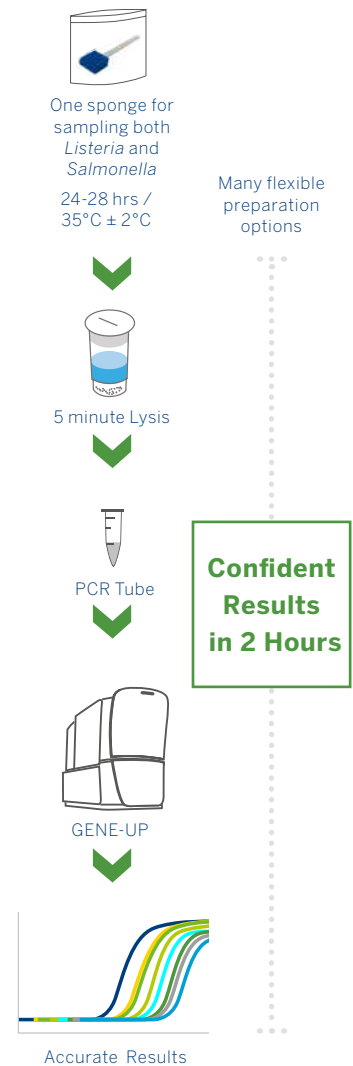 One sponge for
sampling both
Listeria and
Salmonella
24-28 hrs /
35°C ± 2°C
Many flexible
preparation
options
5 minute Lysis
PCR Tube
Confident
Results
in 2 Hours
GENE-UP
Accurate Results